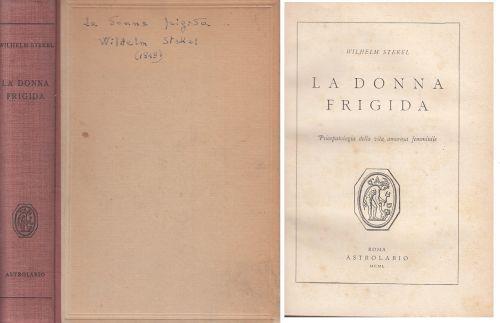 WILHELM STEKEL
LA DONNA
FRIGIDA
ASTROLABIO
La Donna frigida
Wilhelm Stekel
WILHELM STEKEL
LA DONNA
FRIGIDA
Psicopatologia della vita amorosa femminile
ROMA
ASTROLABIO
MCML